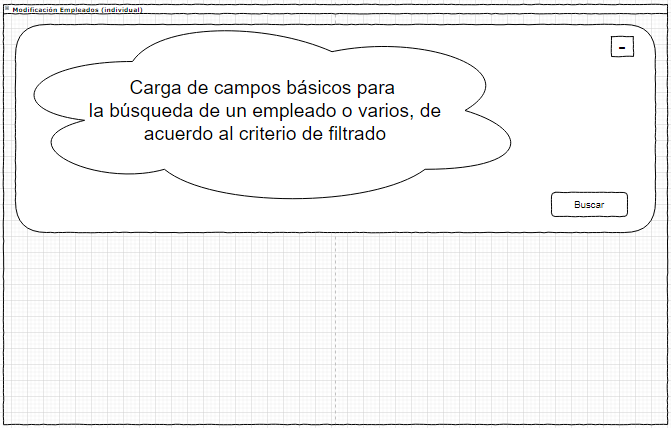 Modificación Empleados (individual)
-
Carga de campos básicos para
la búsqueda de un empleado o varios, de
acuerdo al criterio de filtrado
Buscar